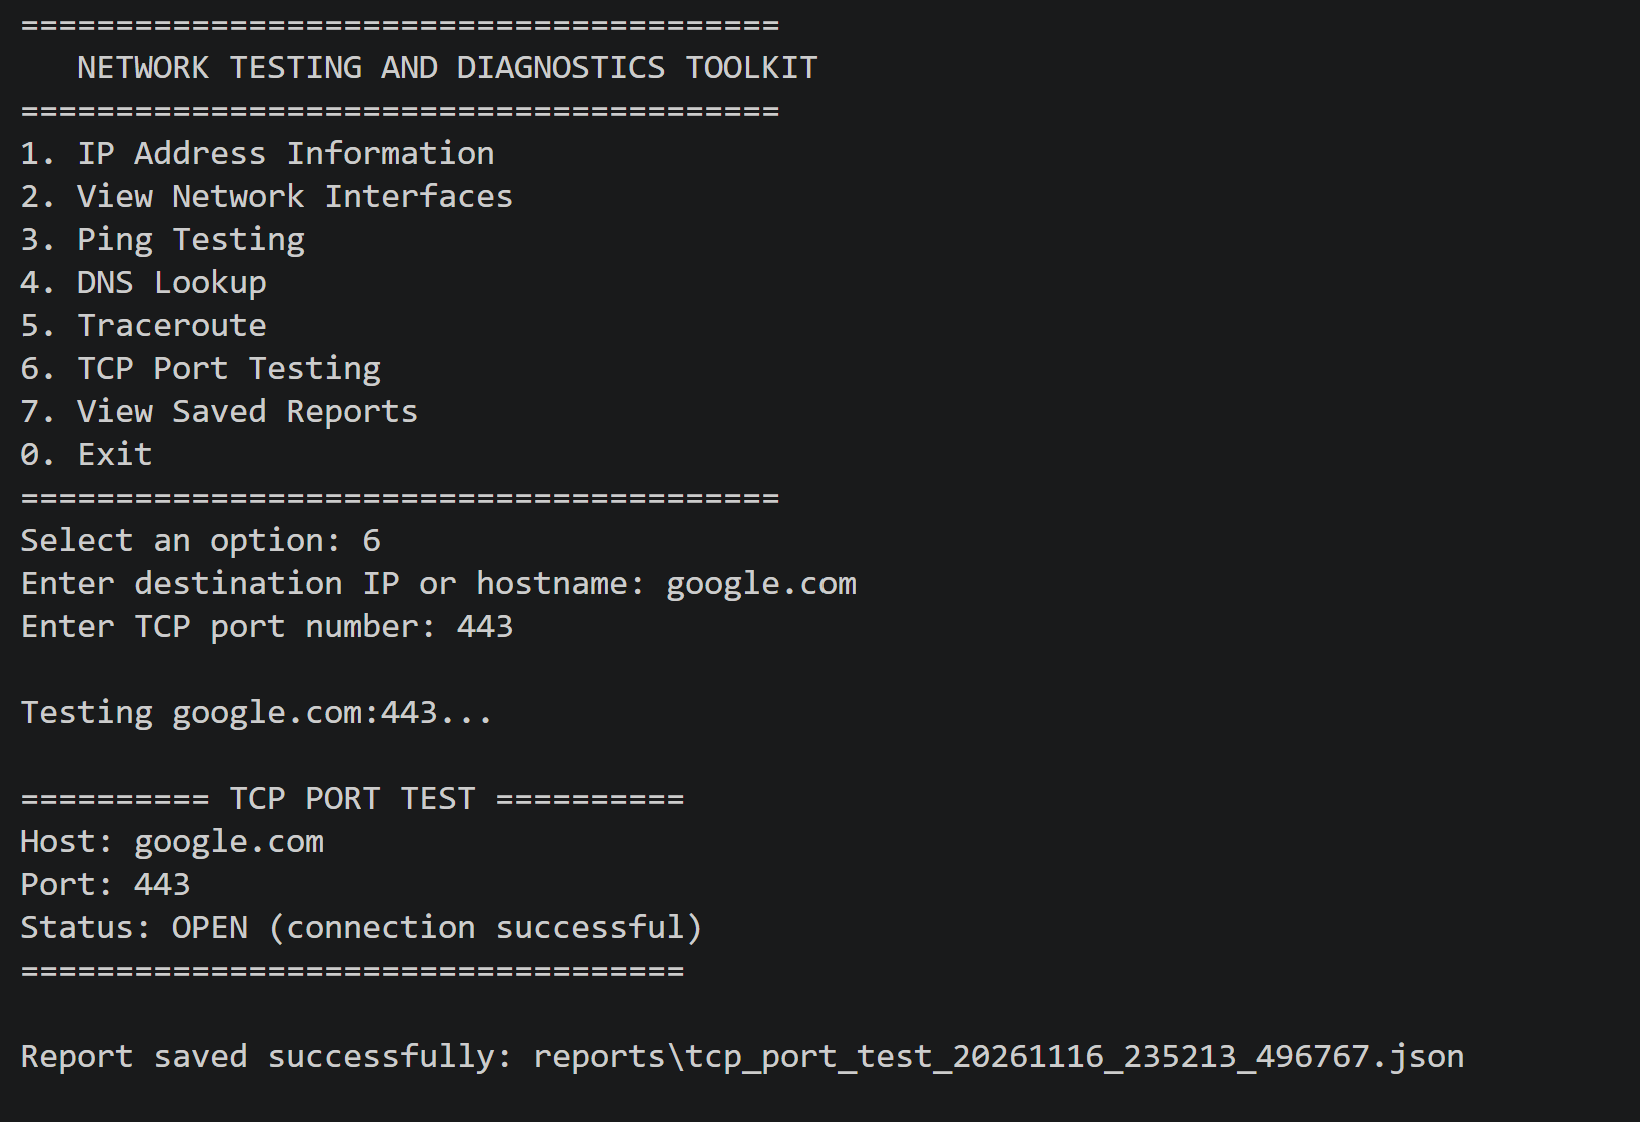 ========================================
   NETWORK TESTING AND DIAGNOSTICS TOOLKIT
========================================
1. IP Address Information
2. View Network Interfaces
3. Ping Testing
4. DNS Lookup
5. Traceroute
6. TCP Port Testing
7. View Saved Reports
0. Exit
========================================
Select an option: 6
Enter destination IP or hostname: google.com
Enter TCP port number: 443

Testing google.com:443...

========== TCP PORT TEST ==========
Host: google.com
Port: 443
Status: OPEN (connection successful)
===================================

Report saved successfully: reports\tcp_port_test_20261116_235213_496767.json